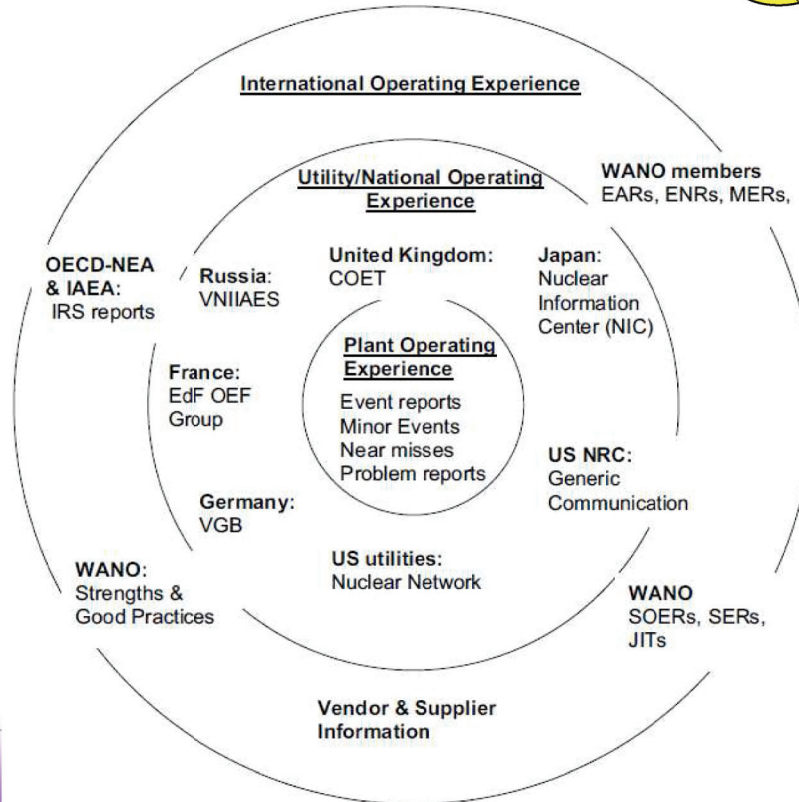 International Operating Experience
Utility/National Operating
Experience
WANO members
EARs, ENRs, MERs,
OECD-NEA
& IAEA:
IRS reports
Russia:
VNIIAES
United Kingdom:
COET
Japan:
Nuclear
Information
Center (NIC)
Plant Operating
Experience
Event reports
Minor Events
Near misses
Problem reports
France:
EdF OEF
Group
US NRC:
Generic
Communication
Germany:
VGB
US utilities:
Nuclear Network
WANO:
Strengths &
Good Practices
WANO
SOERs, SERs,
JITs
Vendor & Supplier
Information